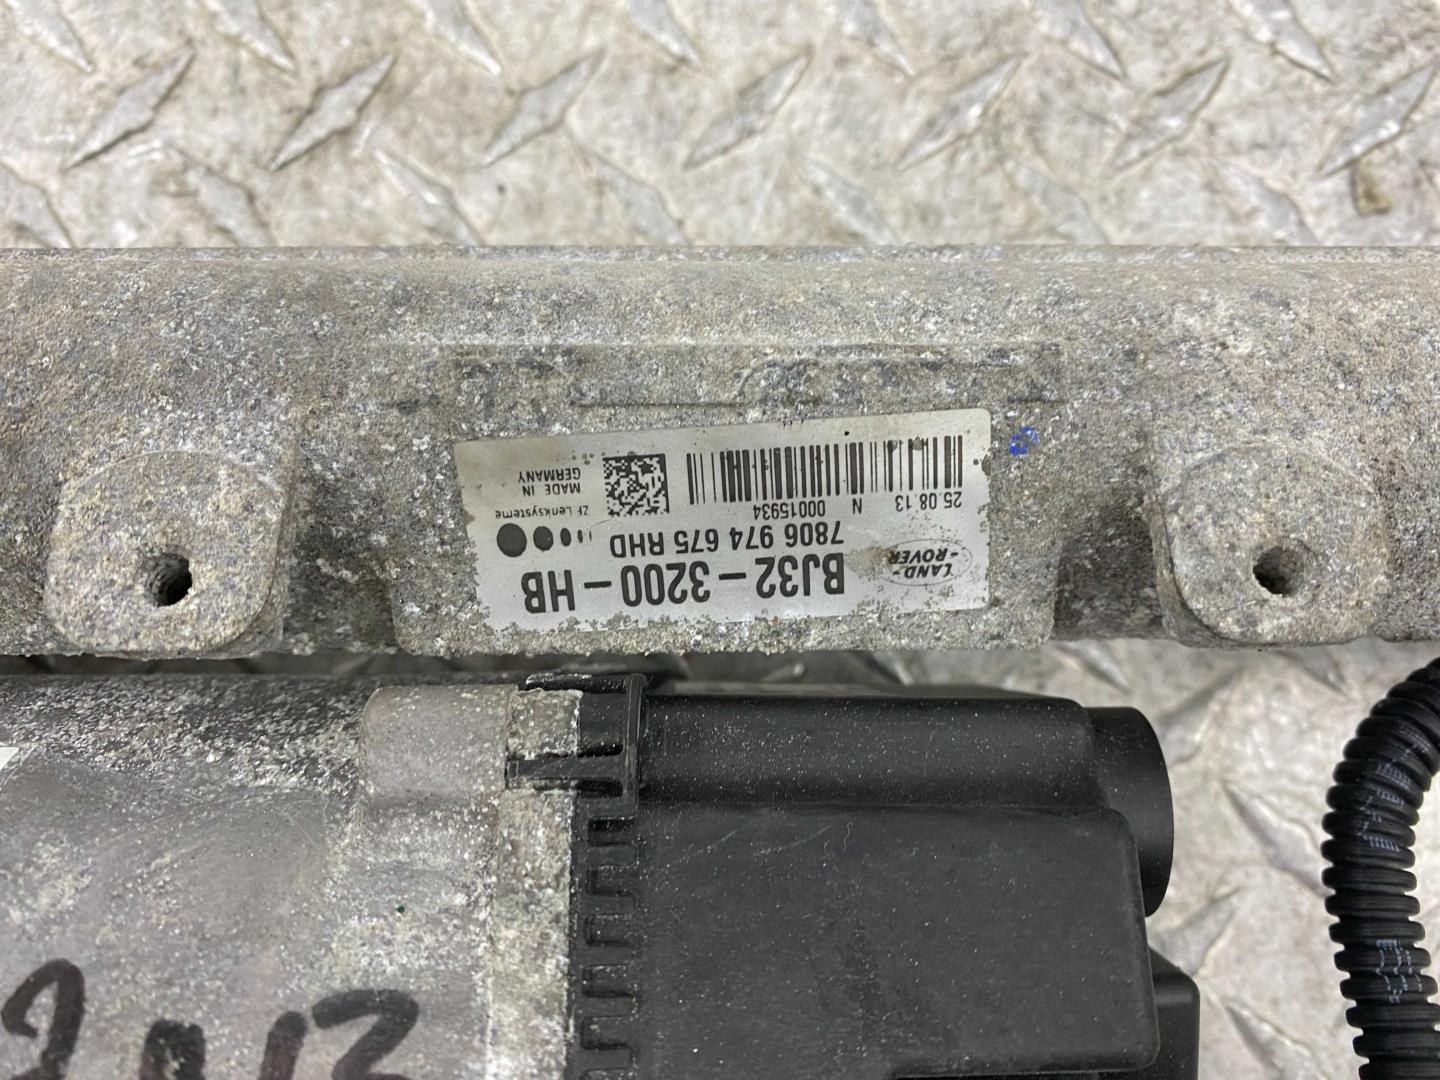 LAND-
-ROVER
BJ32-3200-HB
7806 974 675 RHD
25.08.13 N 00015934
ZF Lenksysteme
MADE IN
GERMANY